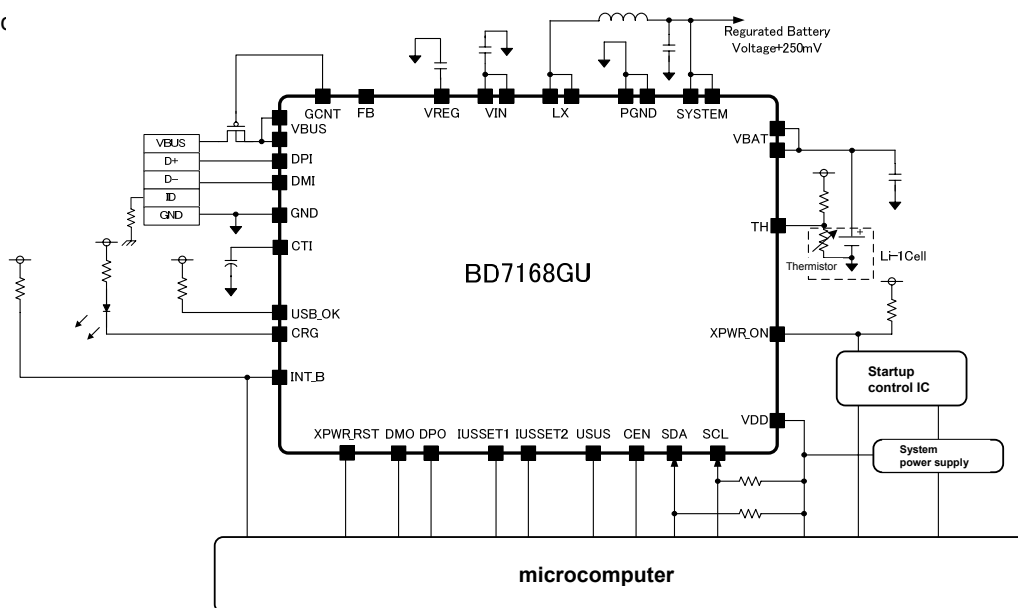 Regurated Battery
Voltage+250mV
GCNT
FB
VREG
VIN
LX
PGND
SYSTEM
VBUS
VBAT
VBUS
D+
D-
ID
GND
DPI
DMI
GND
CTI
TH
+
Thermistor
Li-1Cell
BD7168GU
USB_OK
CRG
XPWR_ON
INT_B
Startup
control IC
VDD
XPWR_RST
DMO
DPO
IUSSET1
IUSSET2
USUS
CEN
SDA
SCL
System
power supply
microcomputer